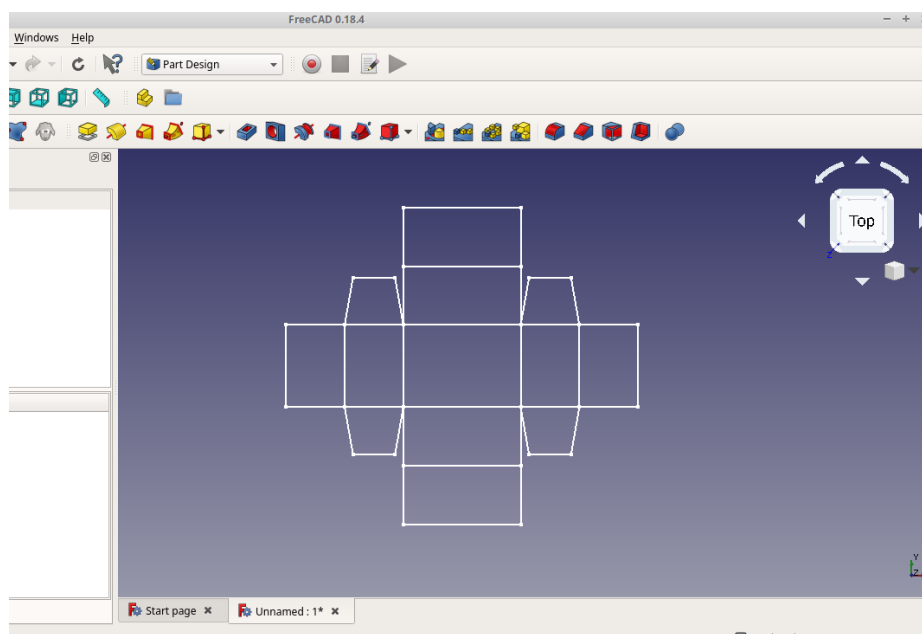 FreeCAD 0.18.4
Windows Help
Part Design
Top
Z
Y
Z
Start page
Unnamed : 1*